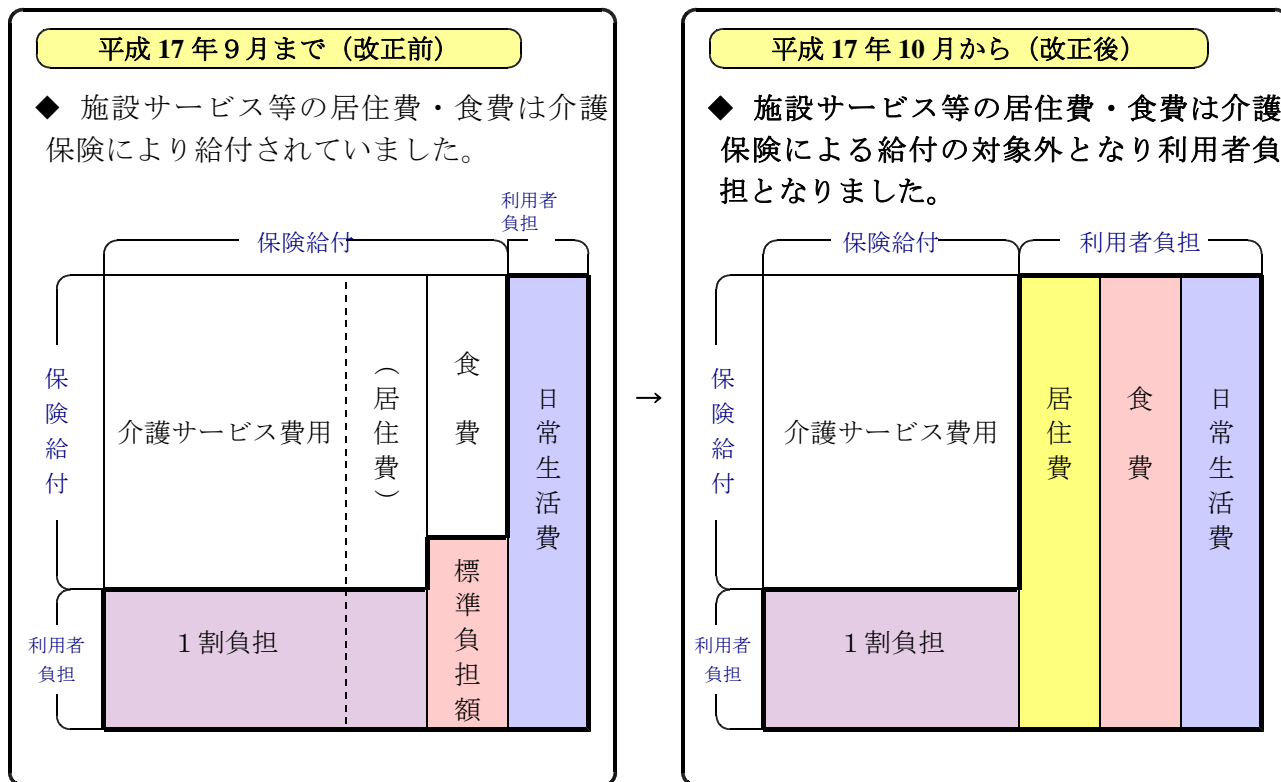 平成 17 年９月まで（改正前）
◆ 施設サービス等の居住費・食費は介護
保険により給付されていました。
利用者
負担
保険給付
保険給付
利用者
負担
介護サービス費用
（居住費）
食費
日常生活費
１割負担
標準負担額
→
平成 17 年 10 月から（改正後）
◆ 施設サービス等の居住費・食費は介護
保険による給付の対象外となり利用者負
担となりました。
保険給付
利用者負担
保険給付
利用者
負担
介護サービス費用
居住費
食費
日常生活費
１割負担